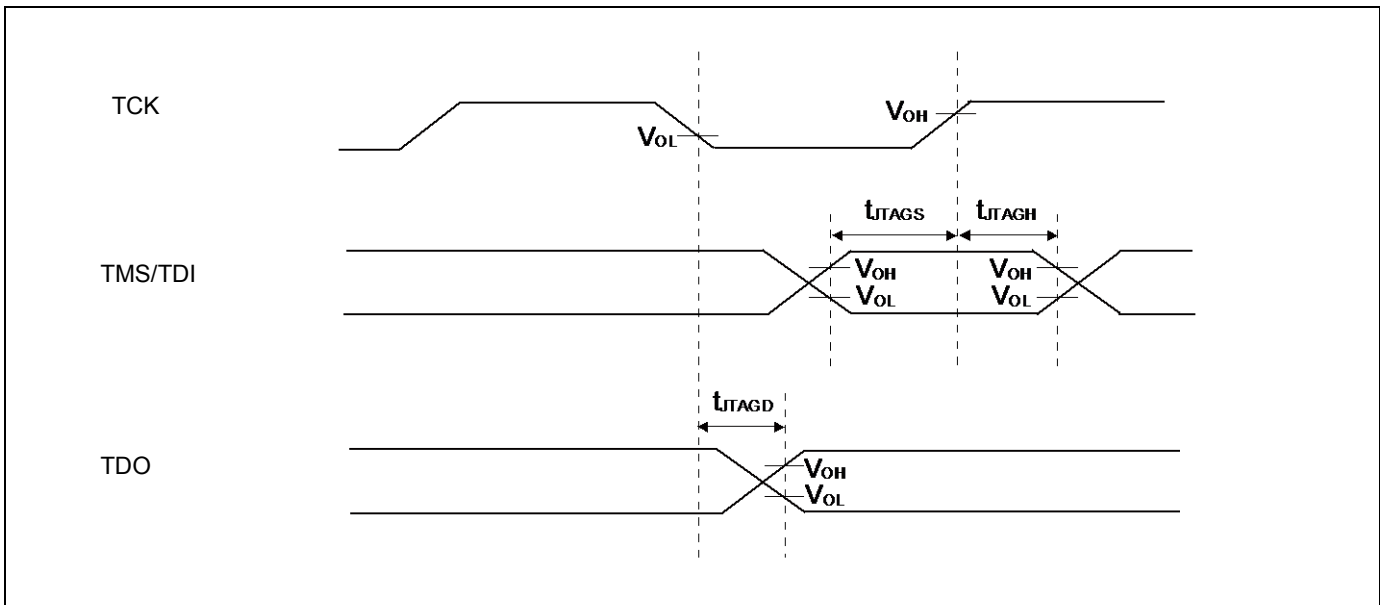 TCK
VOH
VOL
tJTAGS
tJTAGH
TMS/TDI
VOH
VOH
VOL
VOL
tJTAGD
TDO
VOH
VOL